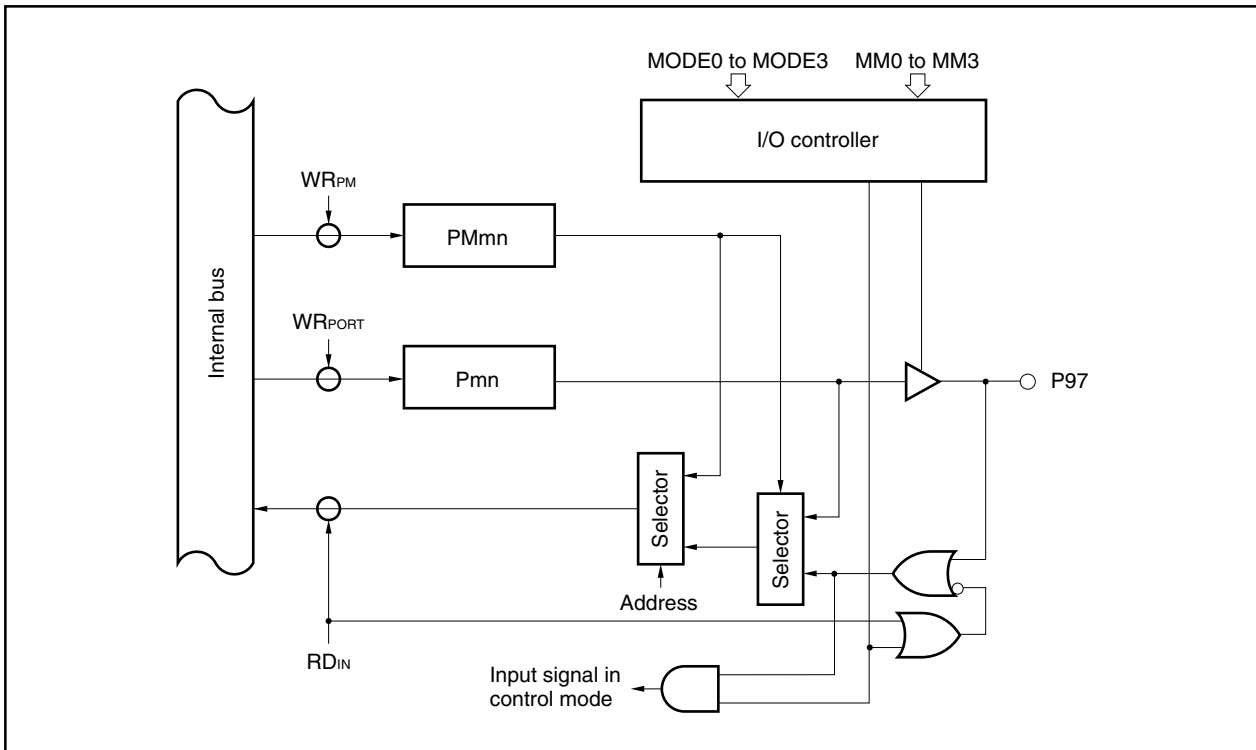 MODE0 to MODE3
MM0 to MM3
I/O controller
WRPM
PMmn
Internal bus
WRPORT
Pmn
P97
Selector
Selector
Address
RDIN
Input signal in
control mode